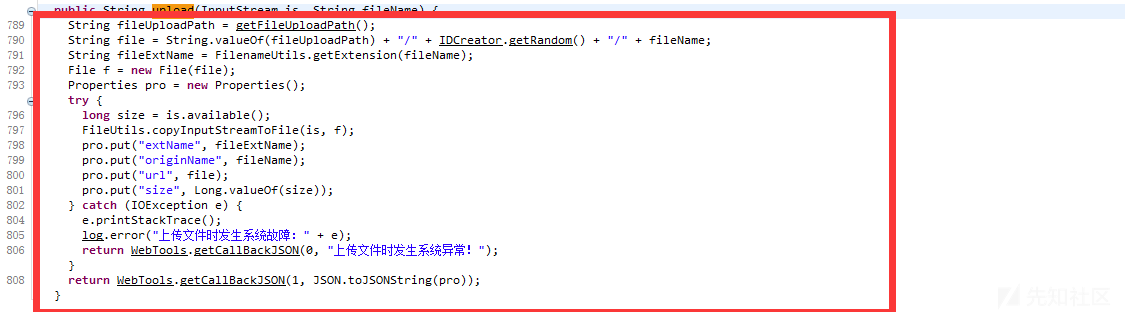 public String upload(InputStream is, String fileName) {
789 String fileUploadPath = getFileUploadPath();
790 String file = String.valueOf(fileUploadPath) + "/" + IDCreator.getRandom() + "/" + fileName;
791 String fileExtName = FilenameUtils.getExtension(fileName);
792 File f = new File(file);
793 Properties pro = new Properties();
try {
796 long size = is.available();
797 FileUtils.copyInputStreamToFile(is, f);
798 pro.put("extName", fileExtName);
799 pro.put("originName", fileName);
800 pro.put("url", file);
801 pro.put("size", Long.valueOf(size));
802 } catch (IOException e) {
804 e.printStackTrace();
805 log.error("上传文件时发生系统故障：" + e);
806 return WebTools.getCallBackJSON(0, "上传文件时发生系统异常！");
}
808 return WebTools.getCallBackJSON(1, JSON.toJSONString(pro));
}
先知社区